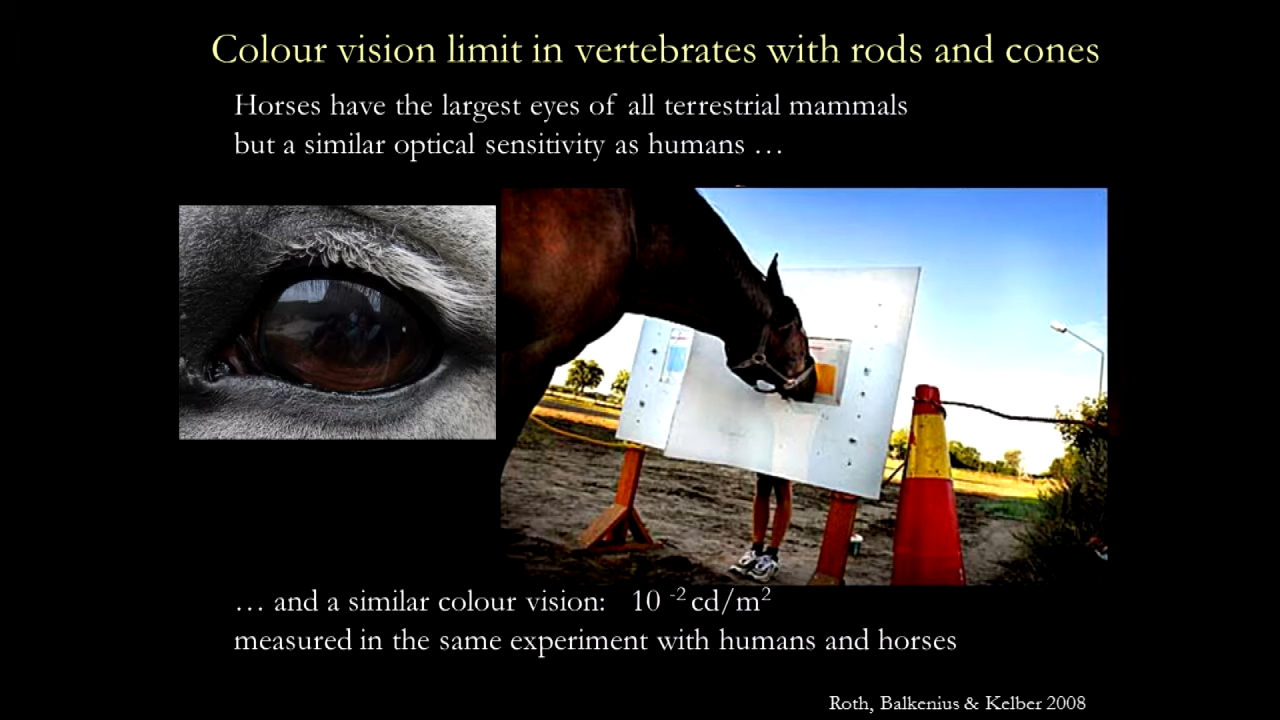 Colour vision limit in vertebrates with rods and cones
Horses have the largest eyes of all terrestrial mammals
but a similar optical sensitivity as humans …
… and a similar colour vision: 10 ⁻² cd/m²
measured in the same experiment with humans and horses
Roth, Balkenius & Kelber 2008